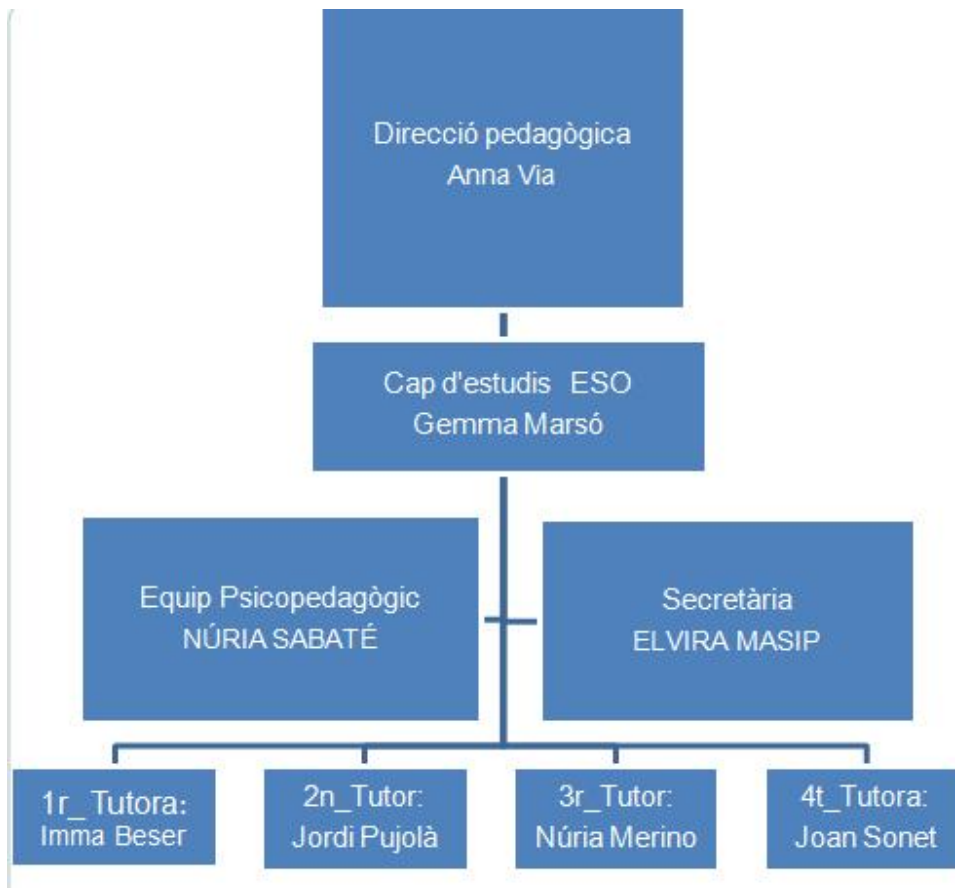 Direcció pedagògica
Anna Via
Cap d'estudis ESO
Gemma Marsó
Equip Psicopedagògic
NÚRIA SABATÉ
Secretària
ELVIRA MASIP
1r_Tutora:
Imma Beser
2n_Tutor:
Jordi Pujolà
3r_Tutor:
Núria Merino
4t_Tutora:
Joan Sonet